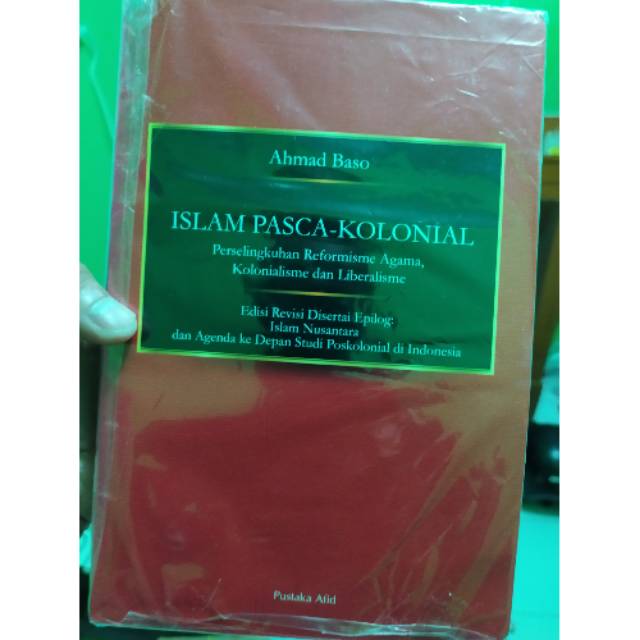 Ahmad Baso
ISLAM PASCA-KOLONIAL
Perselingkuhan Reformisme Agama,
Kolonialisme dan Liberalisme
Edisi Revisi Disertai Epilog:
Islam Nusantara
dan Agenda ke Depan Studi Poskolonial di Indonesia
Pustaka Afid